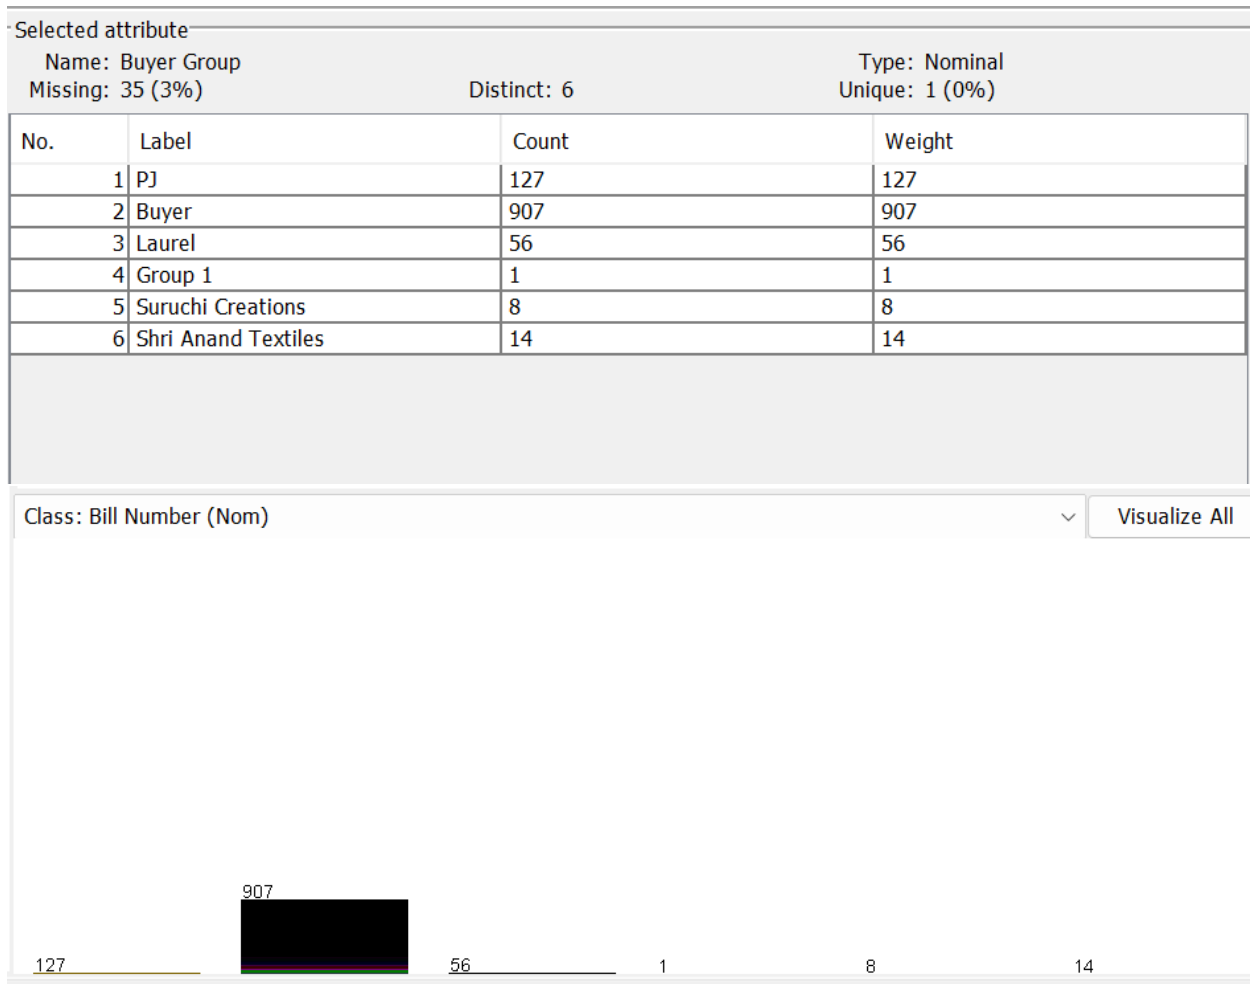 Selected attribute
Name: Buyer Group Type: Nominal
Missing: 35 (3%) Distinct: 6 Unique: 1 (0%)
No. Label Count Weight
1 PJ 127 127
2 Buyer 907 907
3 Laurel 56 56
4 Group 1 1 1
5 Suruchi Creations 8 8
6 Shri Anand Textiles 14 14
Class: Bill Number (Nom) Visualize All
907
127 56 1 8 14